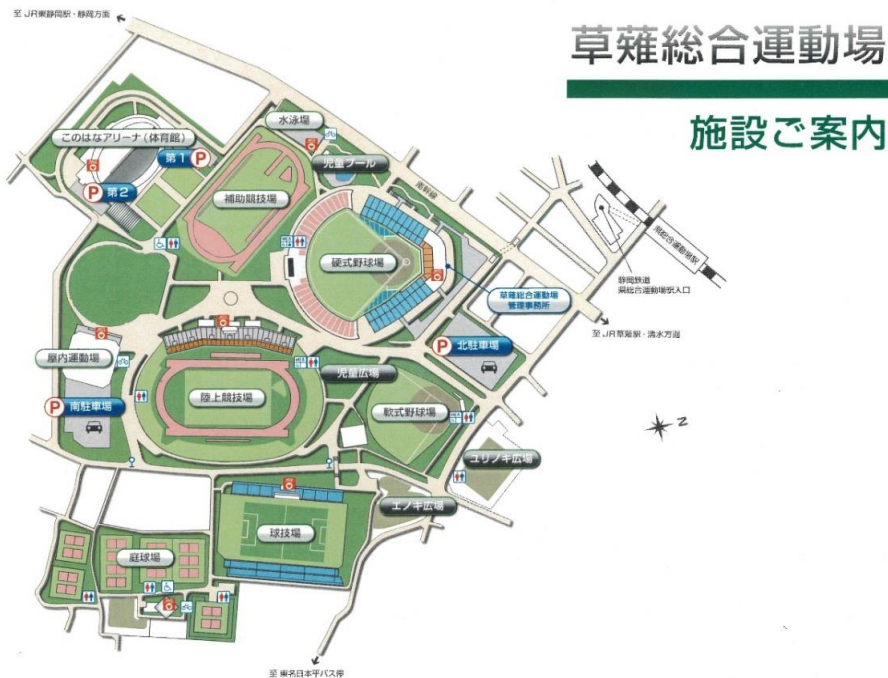 至 JR東静岡駅・静岡方面
草薙総合運動場
施設ご案内
水泳場
このはなアリーナ(体育館)
第1 P
児童プール
P 第2
補助競技場
南幹線
県総合運動場駅
硬式野球場
静岡鉄道
県総合運動場駅入口
草薙総合運動場
管理事務所
至 JR草薙駅・清水方面
P 北駐車場
屋内運動場
児童広場
陸上競技場
軟式野球場
P 南駐車場
N
ユリノキ広場
エノキ広場
球技場
庭球場
至 東名日本平バス停